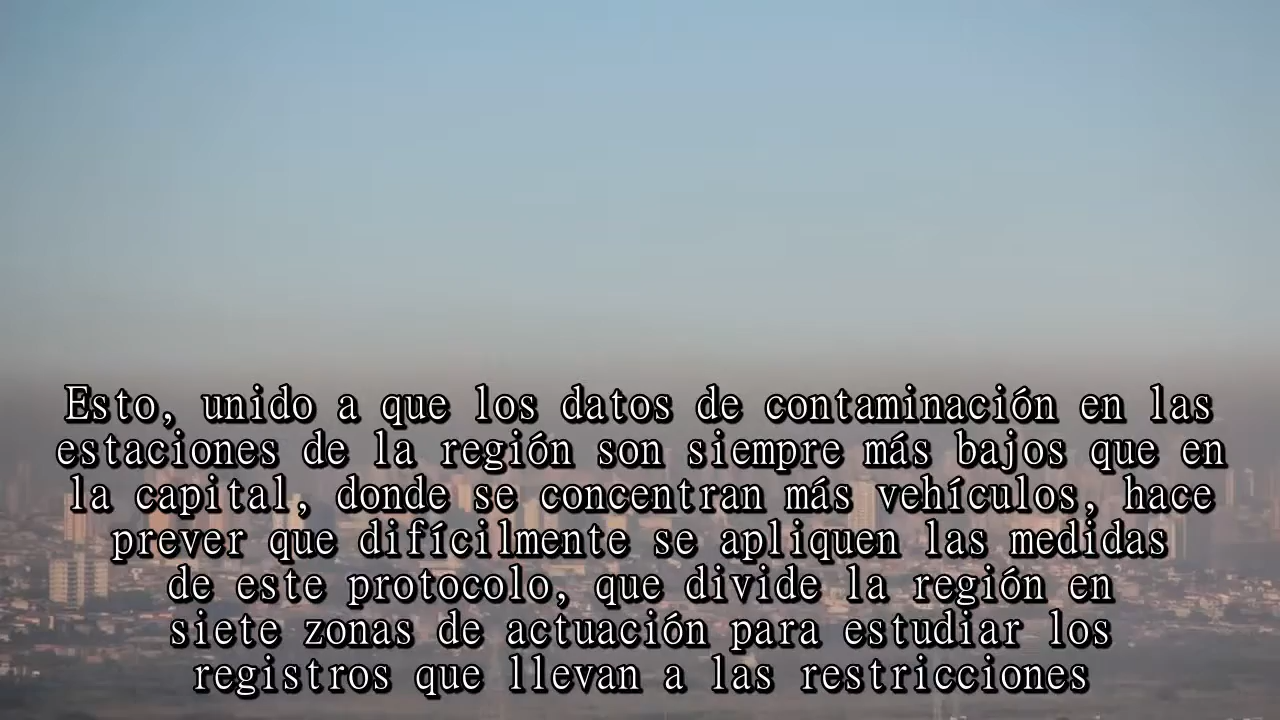 Esto, unido a que los datos de contaminación en las
estaciones de la región son siempre más bajos que en
la capital, donde se concentran más vehículos, hace
prever que difícilmente se apliquen las medidas
de este protocolo, que divide la región en
siete zonas de actuación para estudiar los
registros que llevan a las restricciones